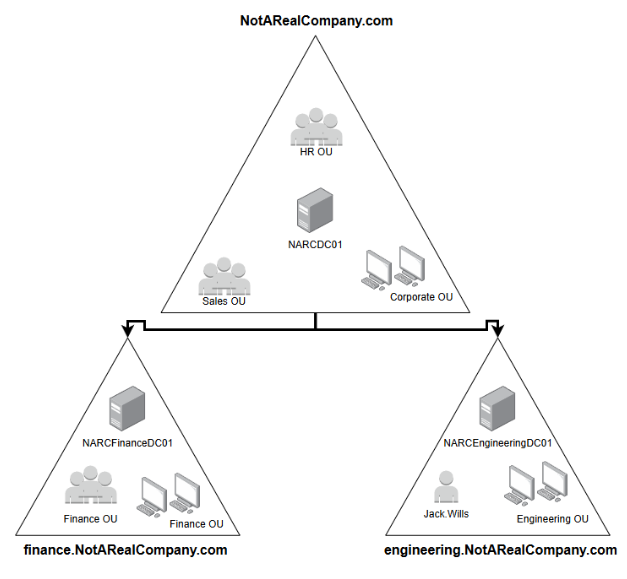 NotARealCompany.com
HR OU
NARCDC01
Sales OU
Corporate OU
NARCFinanceDC01
Finance OU
Finance OU
finance.NotARealCompany.com
NARCEngineeringDC01
Jack.Wills
Engineering OU
engineering.NotARealCompany.com